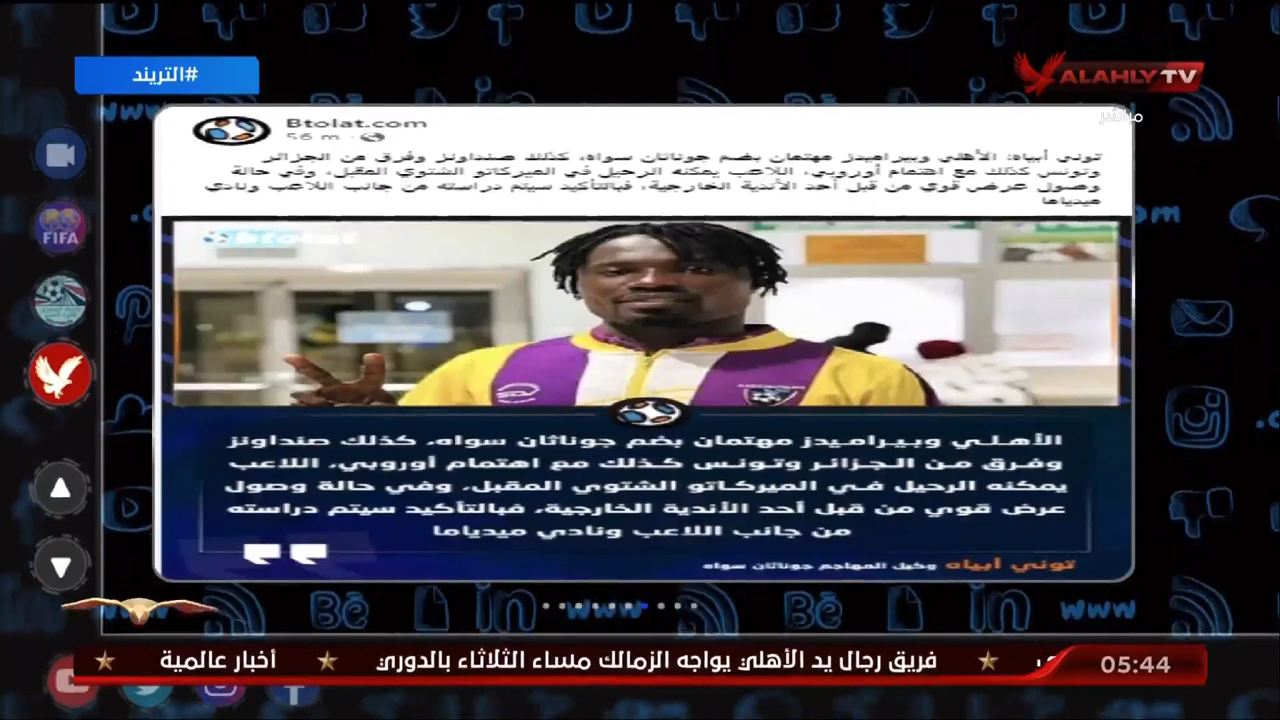 #التريند
ALAHLY TV
مباشر
Btolat.com
56 m
توني أبياه: الأهلي وبيراميدز مهتمان بضم جوناثان سواه، كذلك صنداونز وفرق من الجزائر
وتونس كذلك مع اهتمام أوروبي، اللاعب يمكنه الرحيل في الميركاتو الشتوي المقبل، وفي حالة
وصول عرض قوي من قبل أحد الأندية الخارجية، فبالتأكيد سيتم دراسته من جانب اللاعب ونادي
ميدياما
btolat
FIFA
الأهلي وبيراميدز مهتمان بضم جوناثان سواه، كذلك صنداونز
وفرق من الجزائر وتونس كذلك مع اهتمام أوروبي، اللاعب
يمكنه الرحيل في الميركاتو الشتوي المقبل، وفي حالة وصول
عرض قوي من قبل أحد الأندية الخارجية، فبالتأكيد سيتم دراسته
من جانب اللاعب ونادي ميدياما
توني أبياه وكيل المهاجم جوناثان سواه
www
www
فريق رجال يد الأهلي يواجه الزمالك مساء الثلاثاء بالدوري
أخبار عالمية
05:44